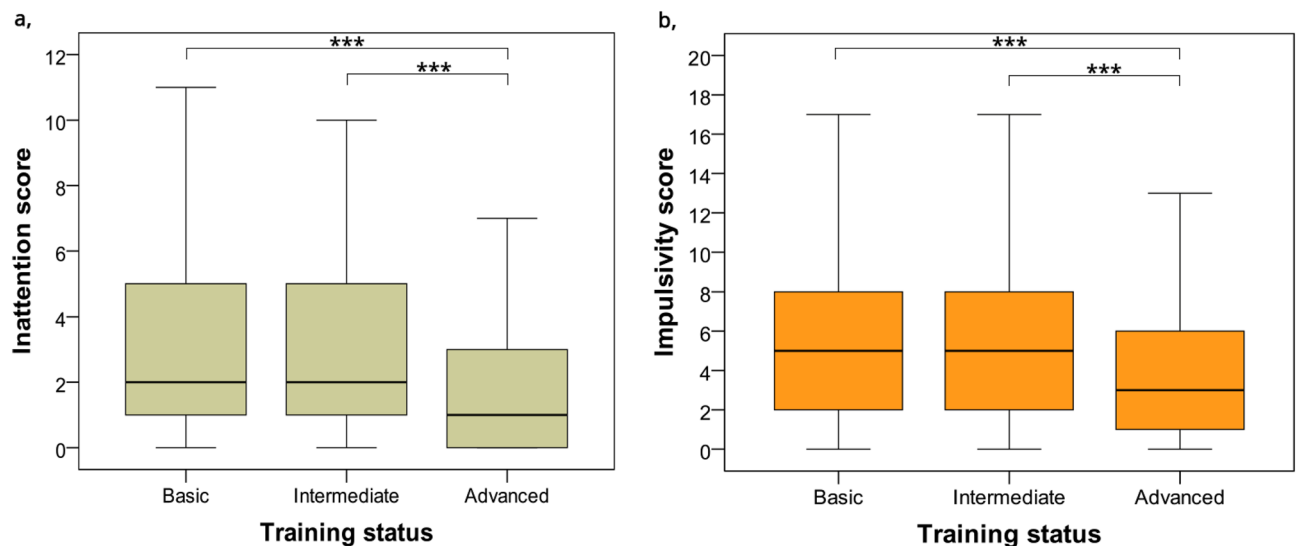 a,
***
***
12
10
8
6
4
2
0
Inattention score
Basic Intermediate Advanced
Training status
b,
***
***
20
18
16
14
12
10
8
6
4
2
0
Impulsivity score
Basic Intermediate Advanced
Training status